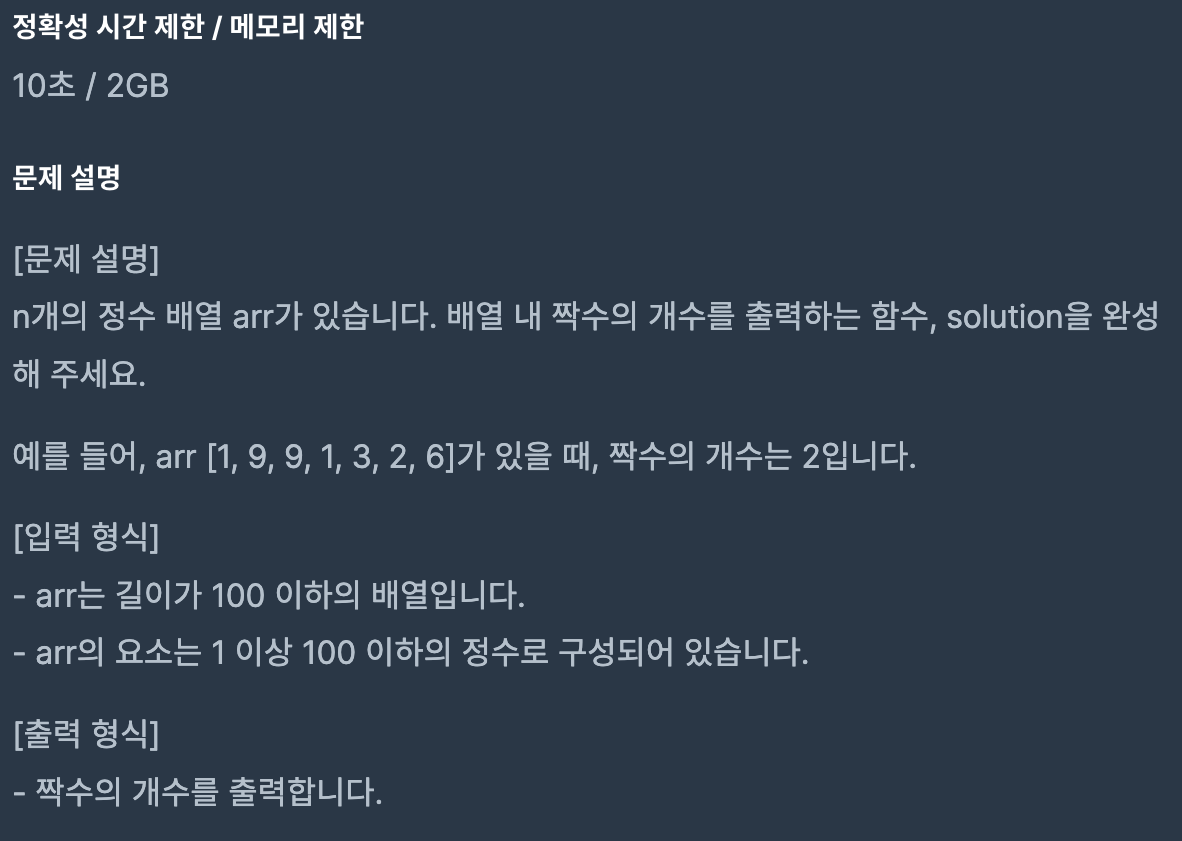 정확성 시간 제한 / 메모리 제한
10초 / 2GB
문제 설명
[문제 설명]
n개의 정수 배열 arr가 있습니다. 배열 내 짝수의 개수를 출력하는 함수, solution을 완성
해 주세요.
예를 들어, arr [1, 9, 9, 1, 3, 2, 6]가 있을 때, 짝수의 개수는 2입니다.
[입력 형식]
- arr는 길이가 100 이하의 배열입니다.
- arr의 요소는 1 이상 100 이하의 정수로 구성되어 있습니다.
[출력 형식]
- 짝수의 개수를 출력합니다.